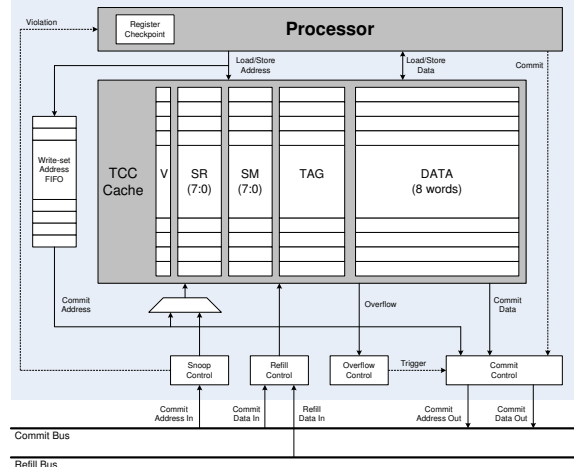 Violation
Register
Checkpoint
Processor
Load/Store
Address
Load/Store
Data
Commit
Write-set
Address
FIFO
TCC
Cache
V
SR
(7:0)
SM
(7:0)
TAG
DATA
(8 words)
Commit
Address
Overflow
Commit
Data
Snoop
Control
Refill
Control
Overflow
Control
Trigger
Commit
Control
Commit
Address In
Commit
Data In
Refill
Data In
Commit
Address Out
Commit
Data Out
Commit Bus
Refill Bus